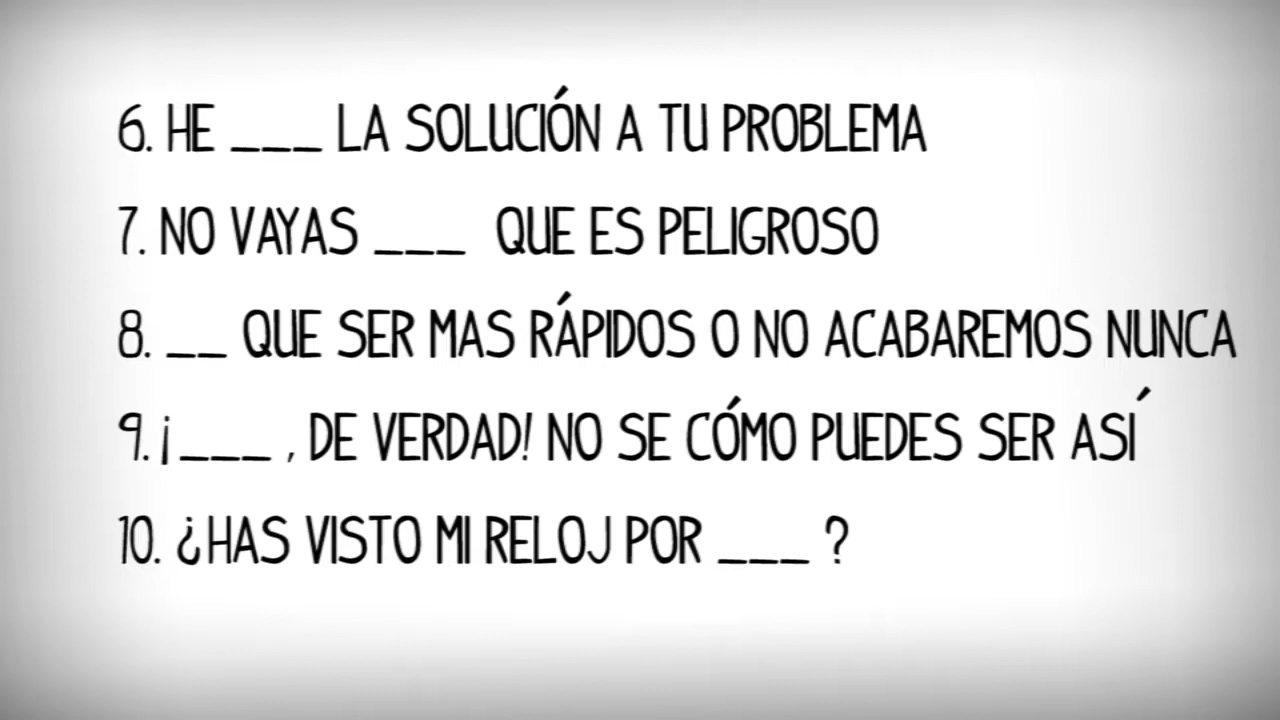 6. HE ___ LA SOLUCIÓN A TU PROBLEMA
7. NO VAYAS ___ QUE ES PELIGROSO
8. __ QUE SER MAS RÁPIDOS O NO ACABAREMOS NUNCA
9. ¡___ , DE VERDAD! NO SE CÓMO PUEDES SER ASÍ
10. ¿HAS VISTO MI RELOJ POR ___ ?